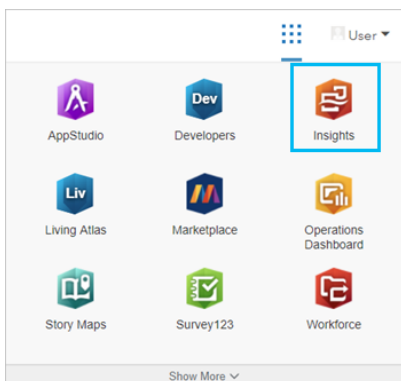 User
AppStudio
Dev
Developers
Insights
Liv
Living Atlas
Marketplace
Operations
Dashboard
Story Maps
Survey123
Workforce
Show More